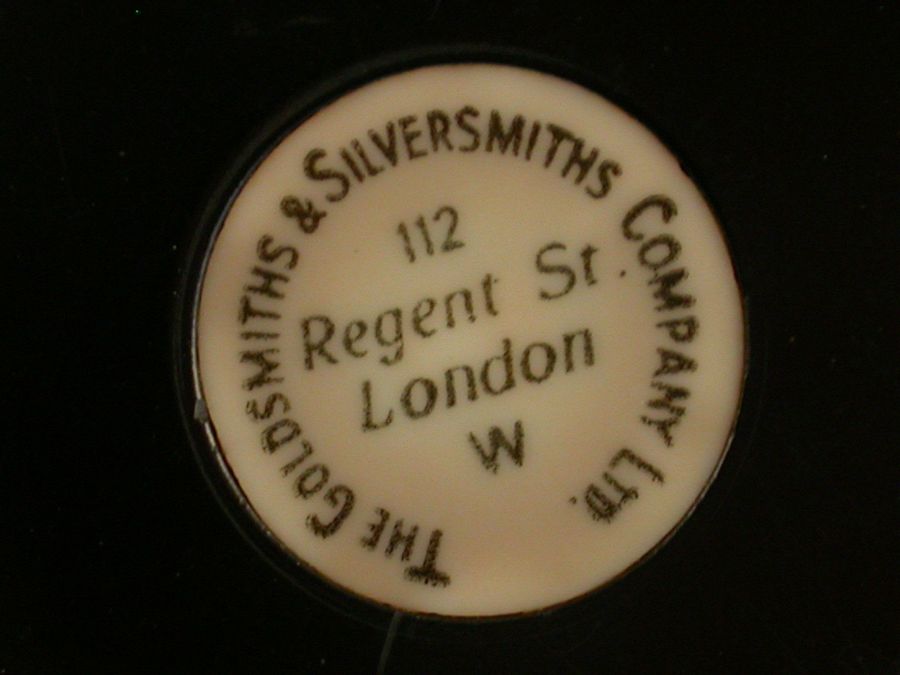 THE GOLDSMITHS & SILVERSMITHS COMPANY LTD.
112
Regent St.
London
W